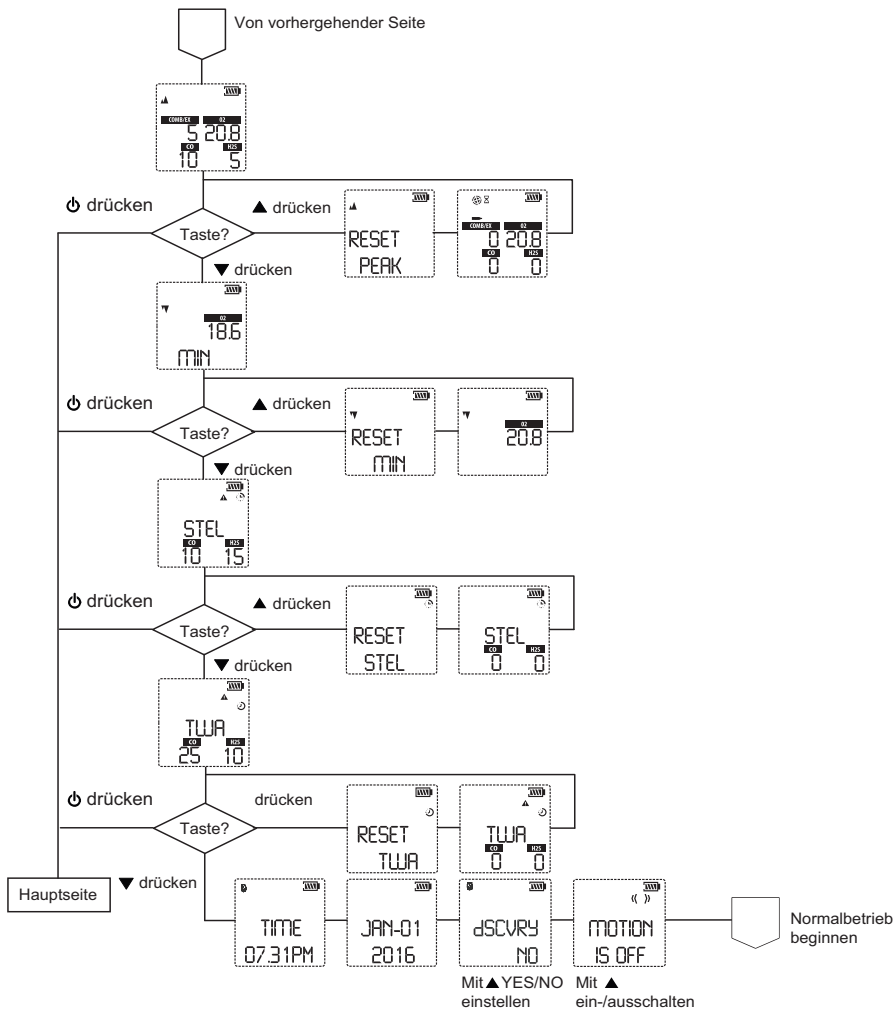 Von vorhergehender Seite
COMB/EX O2
5 20.8
CO H2S
10 5
⏻ drücken
Taste?
▲ drücken
RESET
PEAK
COMB/EX O2
0 20.8
CO H2S
0 0
▼ drücken
O2
18.6
MIN
⏻ drücken
Taste?
▲ drücken
RESET
MIN
O2
20.8
▼ drücken
STEL
CO H2S
10 15
⏻ drücken
Taste?
▲ drücken
RESET
STEL
STEL
CO H2S
0 0
▼ drücken
TWA
CO H2S
25 10
⏻ drücken
Taste?
drücken
RESET
TWA
TWA
CO H2S
0 0
Hauptseite
▼ drücken
TIME
07.31PM
JAN-01
2016
dSCVRY
NO
MOTION
IS OFF
Normalbetrieb
beginnen
Mit ▲ YES/NO
einstellen
Mit ▲
ein-/ausschalten